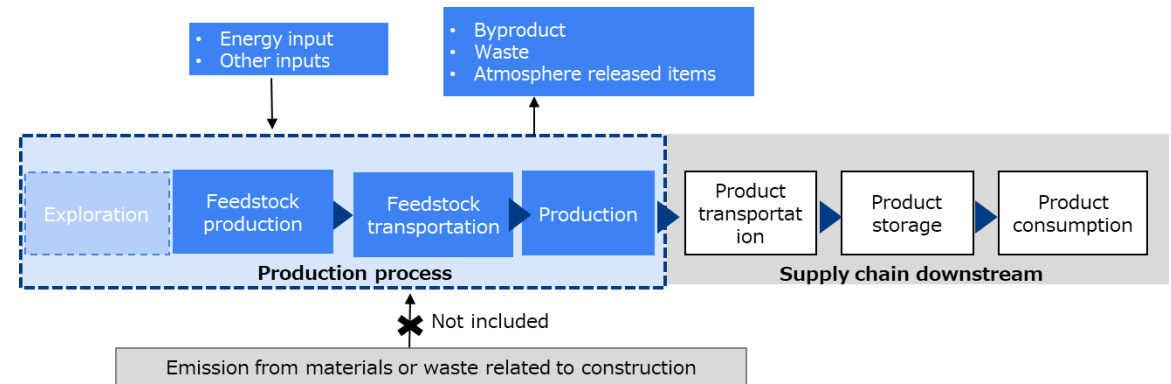 • Energy input
• Other inputs
• Byproduct
• Waste
• Atmosphere released items
Exploration
Feedstock
production
Feedstock
transportation
Production
Product
transportat
ion
Product
storage
Product
consumption
Production process
Supply chain downstream
Not included
Emission from materials or waste related to construction